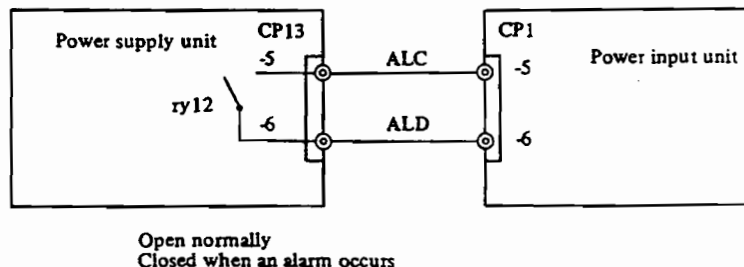 Power supply unit
CP13
CP1
Power input unit
-5
ALC
-5
ry12
-6
ALD
-6
Open normally
Closed when an alarm occurs